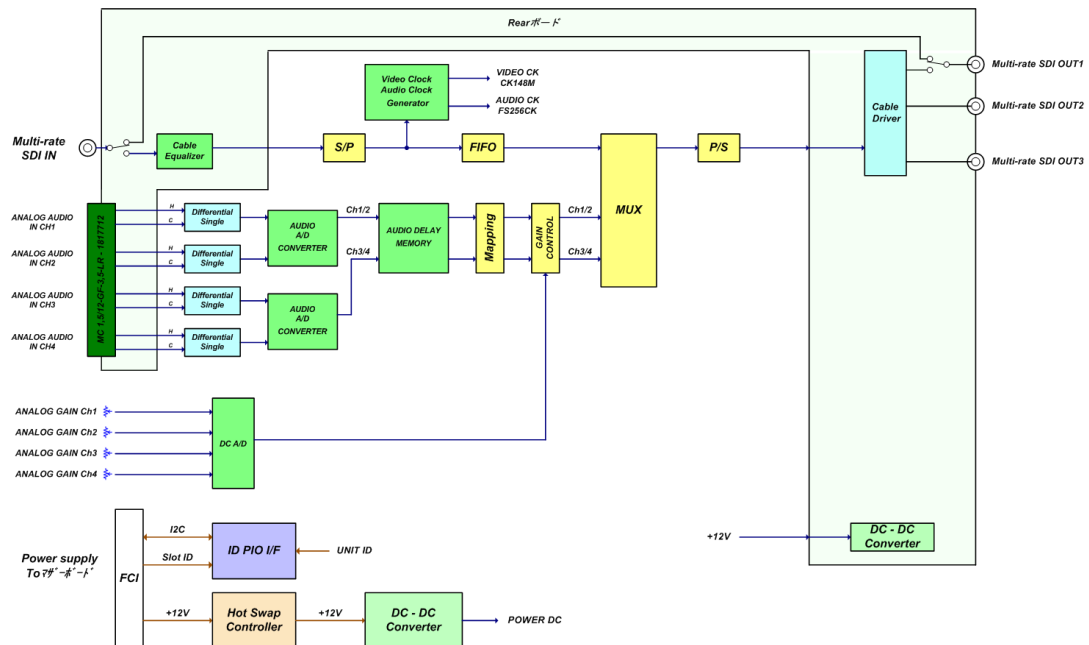 Rearボード
Multi-rate
SDI IN
Cable
Equalizer
S/P
Video Clock
Audio Clock
Generator
VIDEO CK
CK148M
AUDIO CK
FS256CK
FIFO
MUX
P/S
Cable
Driver
Multi-rate SDI OUT1
Multi-rate SDI OUT2
Multi-rate SDI OUT3
MC 1,5/12-GF-3,5-LR - 1817712
ANALOG AUDIO
IN CH1
ANALOG AUDIO
IN CH2
ANALOG AUDIO
IN CH3
ANALOG AUDIO
IN CH4
H
C
H
C
H
C
H
C
Differential
Single
Differential
Single
Differential
Single
Differential
Single
AUDIO
A/D
CONVERTER
AUDIO
A/D
CONVERTER
Ch1/2
Ch3/4
AUDIO DELAY
MEMORY
Mapping
GAIN
CONTROL
Ch1/2
Ch3/4
ANALOG GAIN Ch1
ANALOG GAIN Ch2
ANALOG GAIN Ch3
ANALOG GAIN Ch4
DC A/D
Power supply
Toマザーボード
FCI
I2C
Slot ID
ID PIO I/F
UNIT ID
+12V
Hot Swap
Controller
+12V
DC - DC
Converter
POWER DC
+12V
DC - DC
Converter